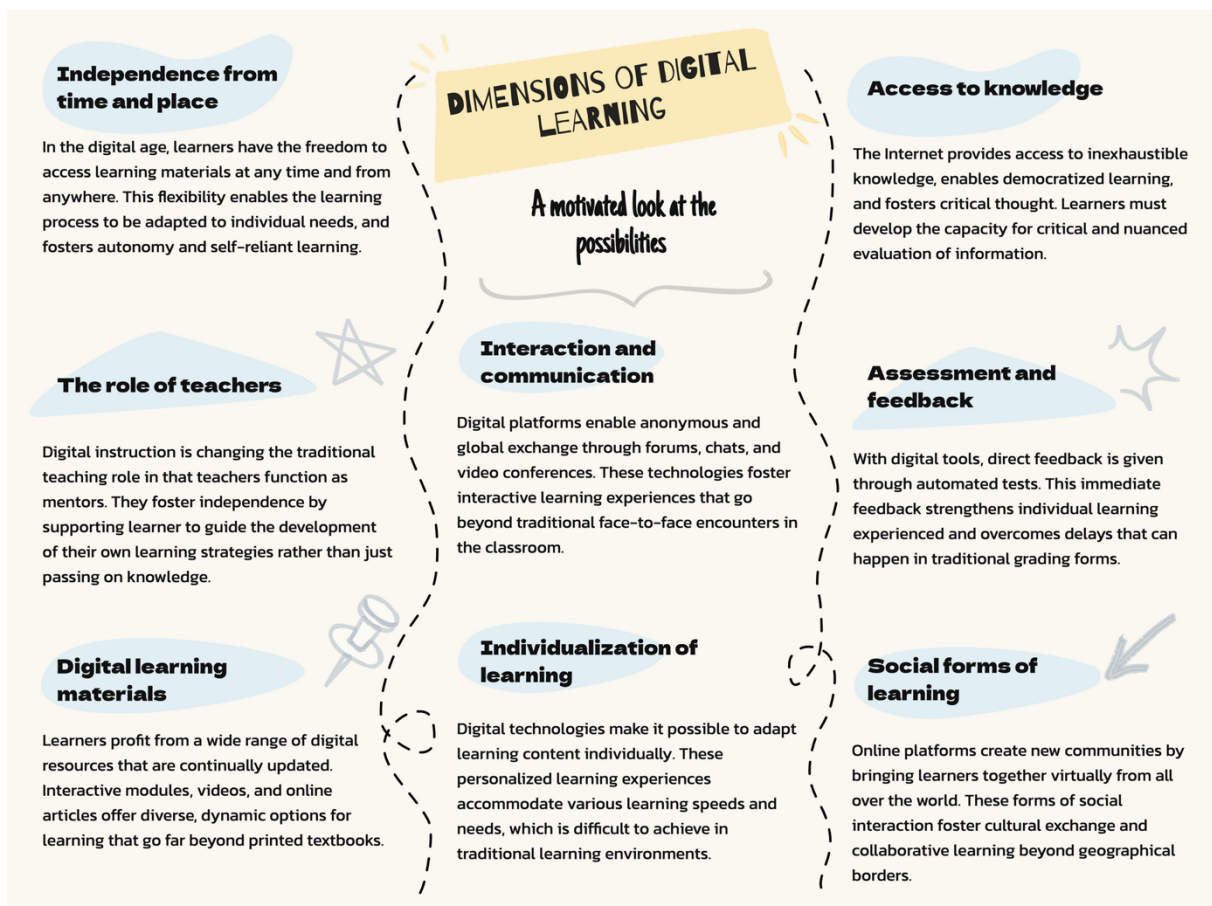 DIMENSIONS OF DIGITAL
LEARNING
A motivated look at the
possibilities
Independence from
time and place
In the digital age, learners have the freedom to
access learning materials at any time and from
anywhere. This flexibility enables the learning
process to be adapted to individual needs, and
fosters autonomy and self-reliant learning.
The role of teachers
Digital instruction is changing the traditional
teaching role in that teachers function as
mentors. They foster independence by
supporting learner to guide the development
of their own learning strategies rather than just
passing on knowledge.
Digital learning
materials
Learners profit from a wide range of digital
resources that are continually updated.
Interactive modules, videos, and online
articles offer diverse, dynamic options for
learning that go far beyond printed textbooks.
Interaction and
communication
Digital platforms enable anonymous and
global exchange through forums, chats, and
video conferences. These technologies foster
interactive learning experiences that go
beyond traditional face-to-face encounters in
the classroom.
Individualization of
learning
Digital technologies make it possible to adapt
learning content individually. These
personalized learning experiences
accommodate various learning speeds and
needs, which is difficult to achieve in
traditional learning environments.
Access to knowledge
The Internet provides access to inexhaustible
knowledge, enables democratized learning,
and fosters critical thought. Learners must
develop the capacity for critical and nuanced
evaluation of information.
Assessment and
feedback
With digital tools, direct feedback is given
through automated tests. This immediate
feedback strengthens individual learning
experienced and overcomes delays that can
happen in traditional grading forms.
Social forms of
learning
Online platforms create new communities by
bringing learners together virtually from all
over the world. These forms of social
interaction foster cultural exchange and
collaborative learning beyond geographical
borders.